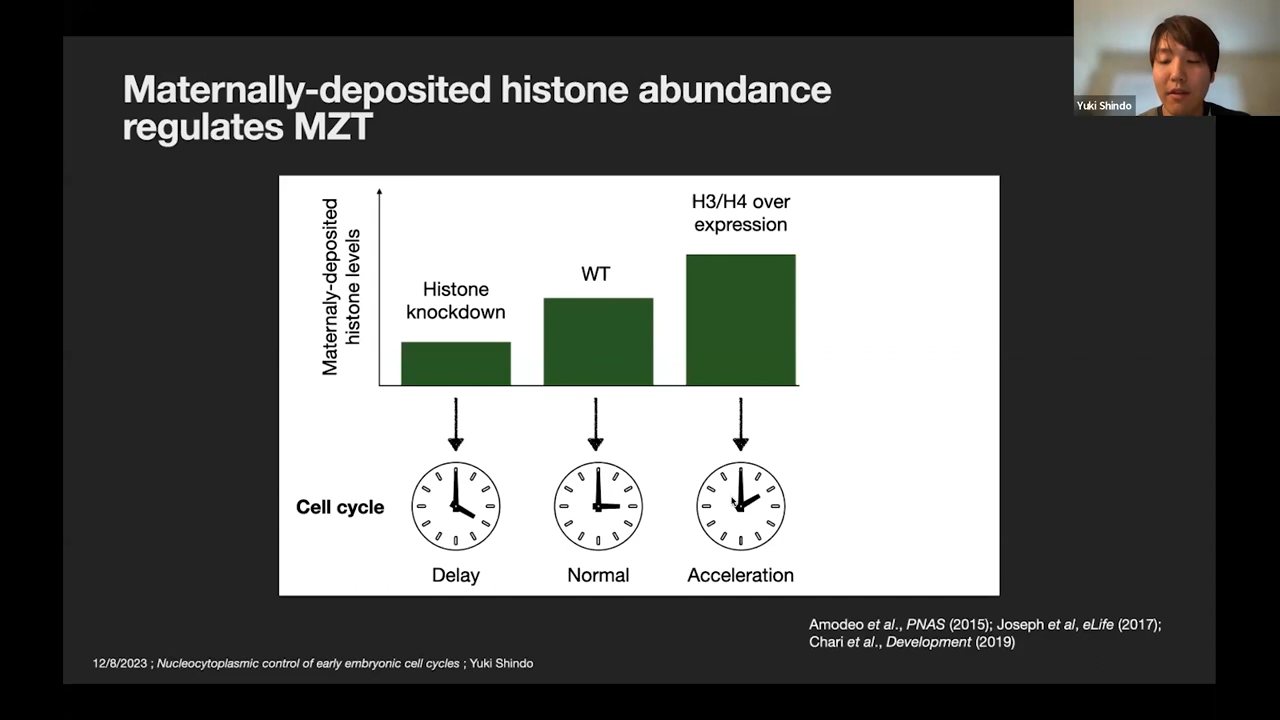 Maternally-deposited histone abundance
regulates MZT
Yuki Shindo
Maternaly-deposited
histone levels
Histone
knockdown
WT
H3/H4 over
expression
Cell cycle
Delay
Normal
Acceleration
Amodeo et al., PNAS (2015); Joseph et al, eLife (2017);
Chari et al., Development (2019)
12/8/2023 ; Nucleocytoplasmic control of early embryonic cell cycles ; Yuki Shindo